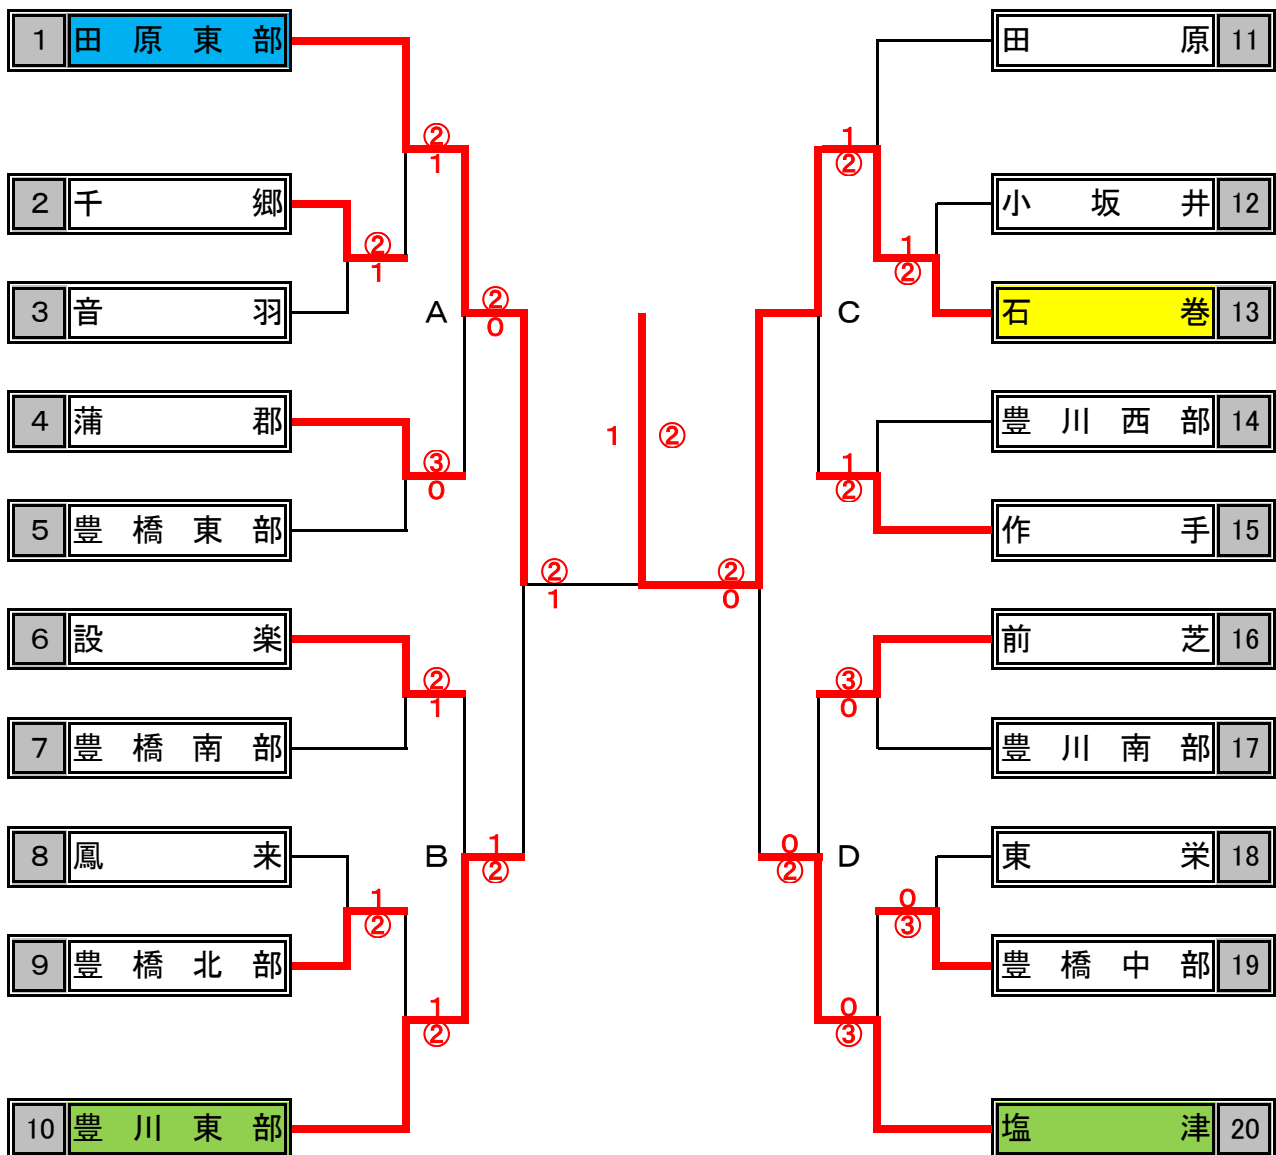 1 田原東部
2 千郷
3 音羽
4 蒲郡
5 豊橋東部
6 設楽
7 豊橋南部
8 鳳来
9 豊橋北部
10 豊川東部
②
1
②
1
A
②
0
③
0
②
1
②
1
B
1
②
1
②
1
②
1 ②
②
0
1
②
1
②
C
1
②
③
0
D
0
②
0
③
0
③
田原 11
小坂井 12
石巻 13
豊川西部 14
作手 15
前芝 16
豊川南部 17
東栄 18
豊橋中部 19
塩津 20